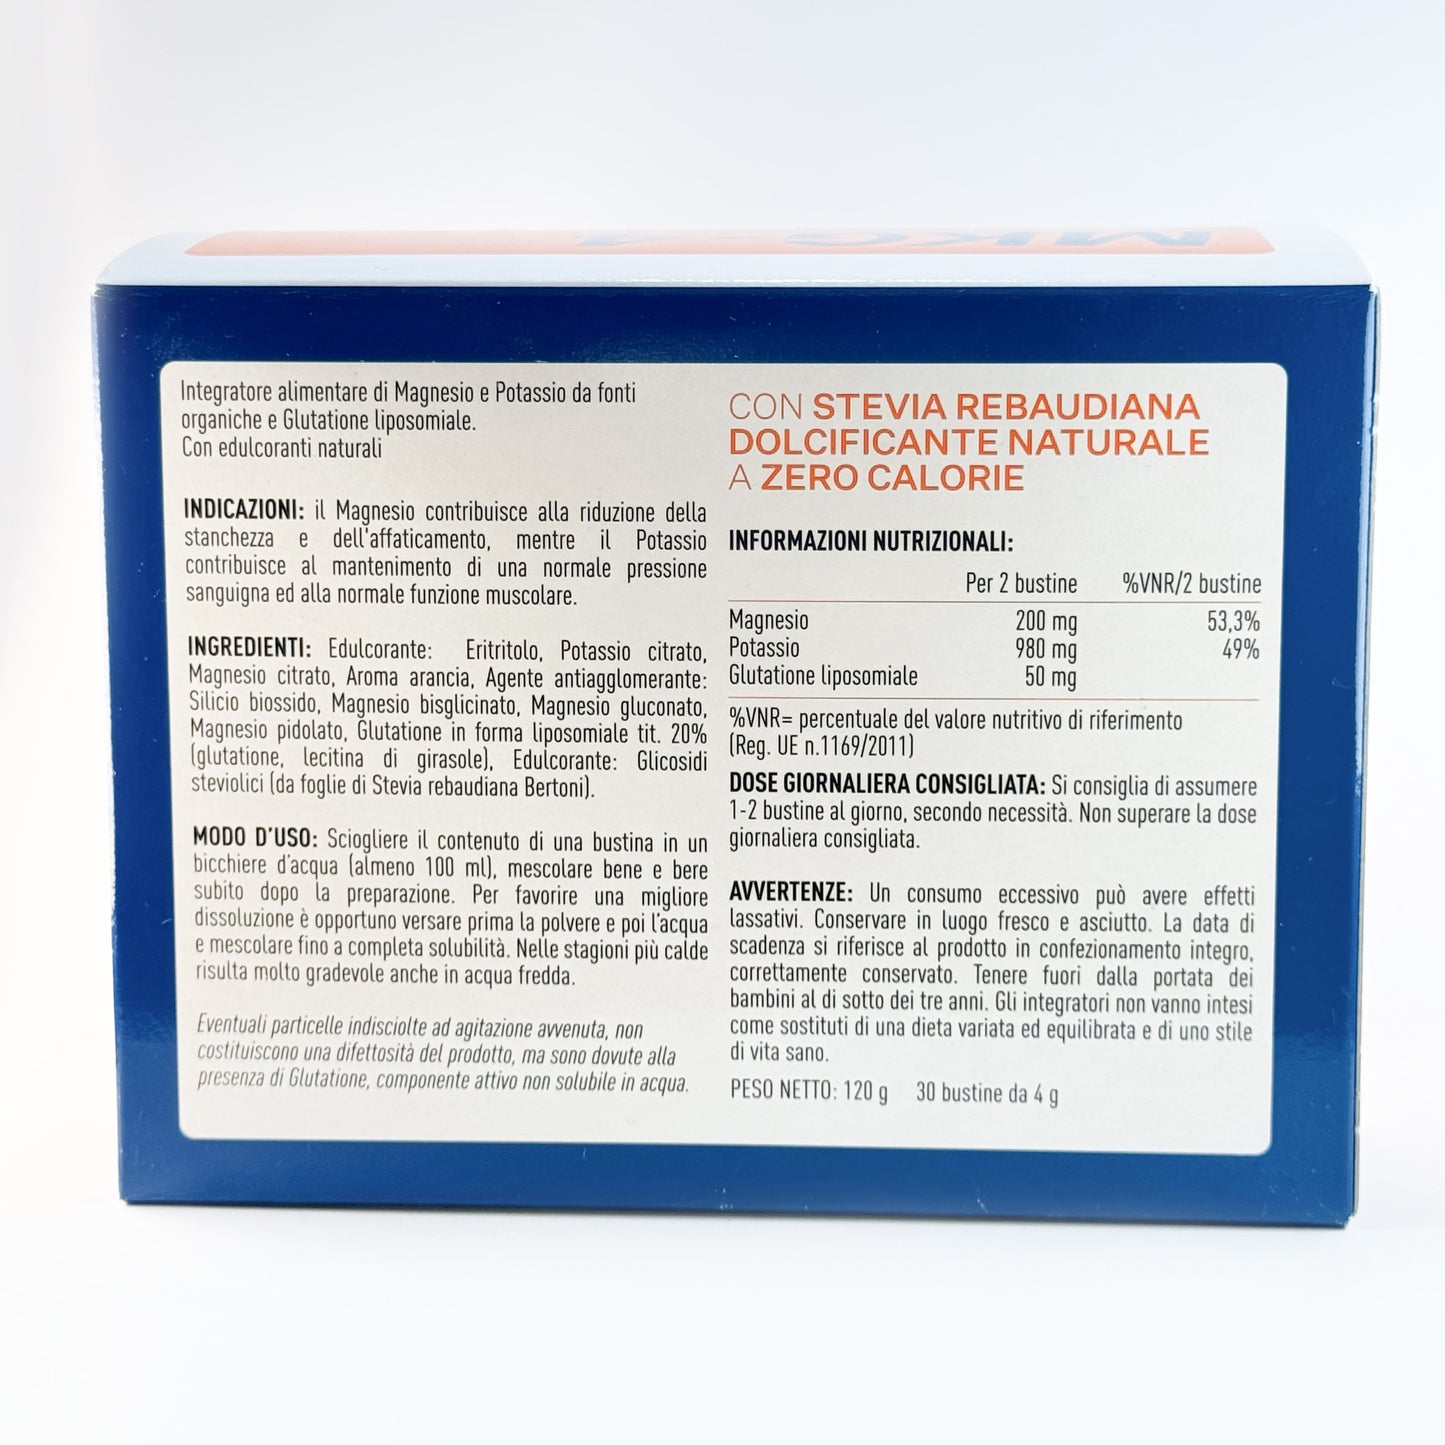 Integratore alimentare di Magnesio e Potassio da fonti
organiche e Glutatione liposomiale.
Con edulcoranti naturali
INDICAZIONI: il Magnesio contribuisce alla riduzione della
stanchezza e dell'affaticamento, mentre il Potassio
contribuisce al mantenimento di una normale pressione
sanguigna ed alla normale funzione muscolare.
INGREDIENTI: Edulcorante: Eritritolo, Potassio citrato,
Magnesio citrato, Aroma arancia, Agente antiagglomerante:
Silicio biossido, Magnesio bisglicinato, Magnesio gluconato,
Magnesio pidolato, Glutatione in forma liposomiale tit. 20%
(glutatione, lecitina di girasole), Edulcorante: Glicosidi
steviolici (da foglie di Stevia rebaudiana Bertoni).
MODO D'USO: Sciogliere il contenuto di una bustina in un
bicchiere d'acqua (almeno 100 ml), mescolare bene e bere
subito dopo la preparazione. Per favorire una migliore
dissoluzione è opportuno versare prima la polvere e poi l'acqua
e mescolare fino a completa solubilità. Nelle stagioni più calde
risulta molto gradevole anche in acqua fredda.
Eventuali particelle indisciolte ad agitazione avvenuta, non
costituiscono una difettosità del prodotto, ma sono dovute alla
presenza di Glutatione, componente attivo non solubile in acqua.
CON STEVIA REBAUDIANA
DOLCIFICANTE NATURALE
A ZERO CALORIE
INFORMAZIONI NUTRIZIONALI:
Per 2 bustine %VNR/2 bustine
Magnesio 200 mg 53,3%
Potassio 980 mg 49%
Glutatione liposomiale 50 mg
%VNR= percentuale del valore nutritivo di riferimento
(Reg. UE n.1169/2011)
DOSE GIORNALIERA CONSIGLIATA: Si consiglia di assumere
1-2 bustine al giorno, secondo necessità. Non superare la dose
giornaliera consigliata.
AVVERTENZE: Un consumo eccessivo può avere effetti
lassativi. Conservare in luogo fresco e asciutto. La data di
scadenza si riferisce al prodotto in confezionamento integro,
correttamente conservato. Tenere fuori dalla portata dei
bambini al di sotto dei tre anni. Gli integratori non vanno intesi
come sostituti di una dieta variata ed equilibrata e di uno stile
di vita sano.
PESO NETTO: 120 g 30 bustine da 4 g